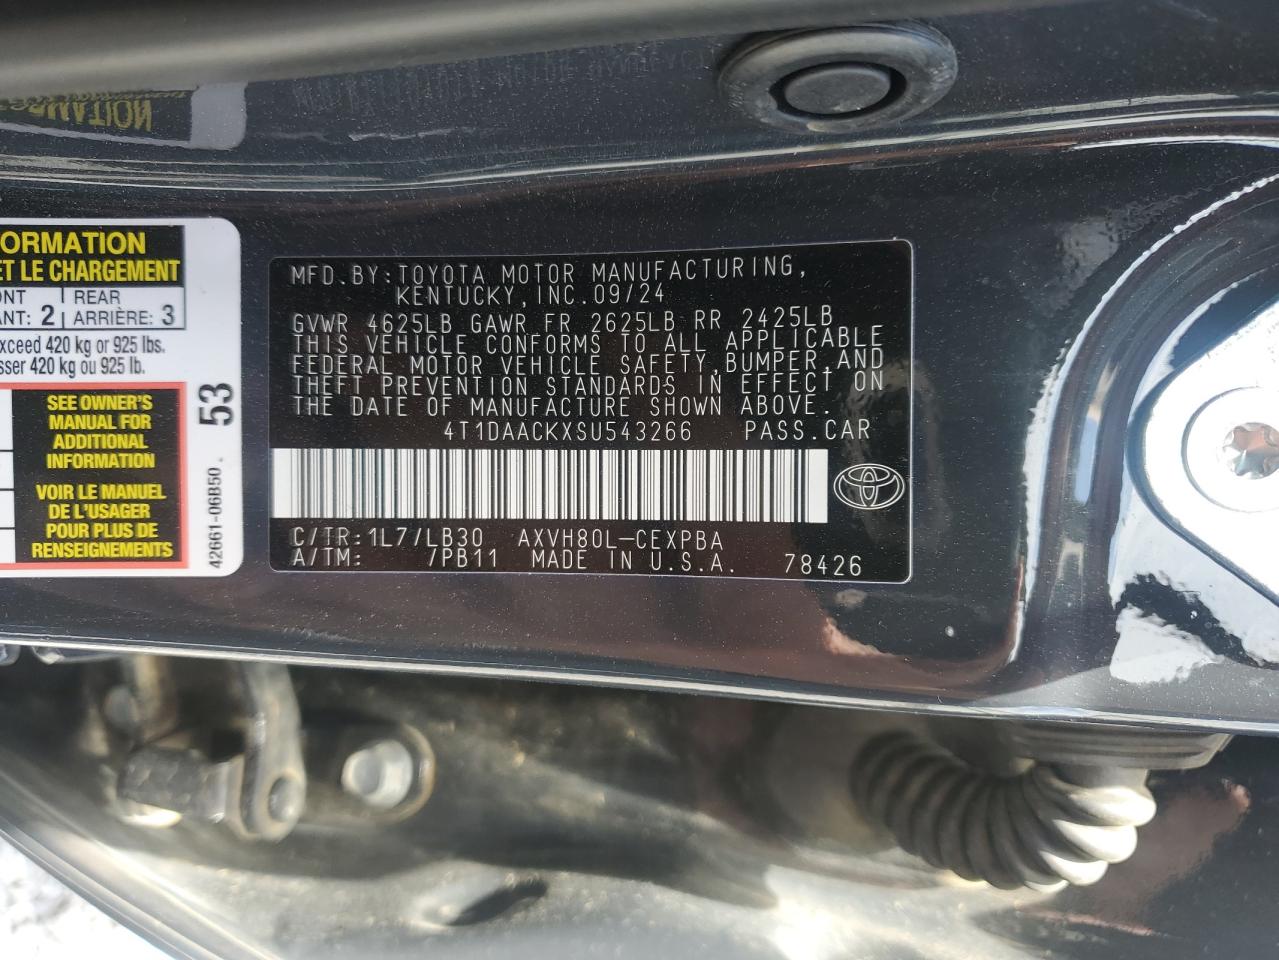 ORMATION
ET LE CHARGEMENT
ONT
ANT: 2
REAR
ARRIÈRE: 3
xceed 420 kg or 925 lbs.
sser 420 kg ou 925 lb.
SEE OWNER'S
MANUAL FOR
ADDITIONAL
INFORMATION
VOIR LE MANUEL
DE L'USAGER
POUR PLUS DE
RENSEIGNEMENTS
53
42661-06B50.
MFD.BY:TOYOTA MOTOR MANUFACTURING,
KENTUCKY,INC.09/24
GVWR 4625LB GAWR FR 2625LB RR 2425LB
THIS VEHICLE CONFORMS TO ALL APPLICABLE
FEDERAL MOTOR VEHICLE SAFETY,BUMPER,AND
THEFT PREVENTION STANDARDS IN EFFECT ON
THE DATE OF MANUFACTURE SHOWN ABOVE.
4T1DAACKXSU543266 PASS.CAR
C/TR:1L7/LB30 AXVH80L-CEXPBA
A/TM: /PB11 MADE IN U.S.A. 78426